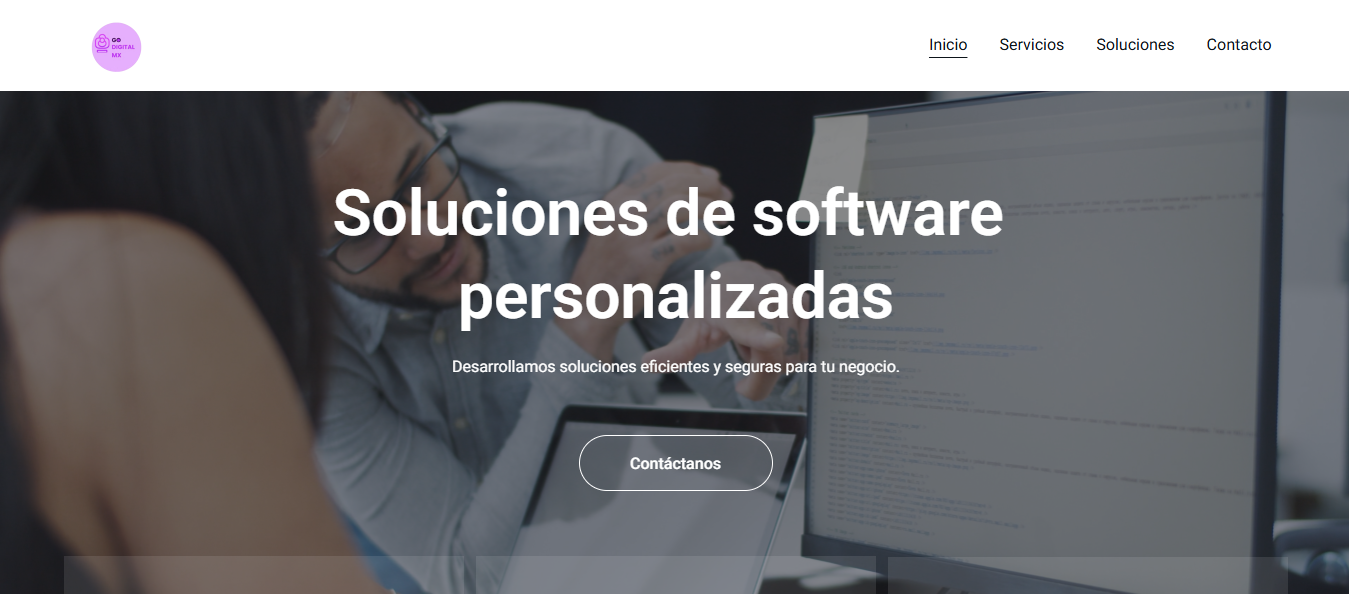 GO
DIGITAL
MX
Inicio
Servicios
Soluciones
Contacto
Soluciones de software
personalizadas
Desarrollamos soluciones eficientes y seguras para tu negocio.
Contáctanos